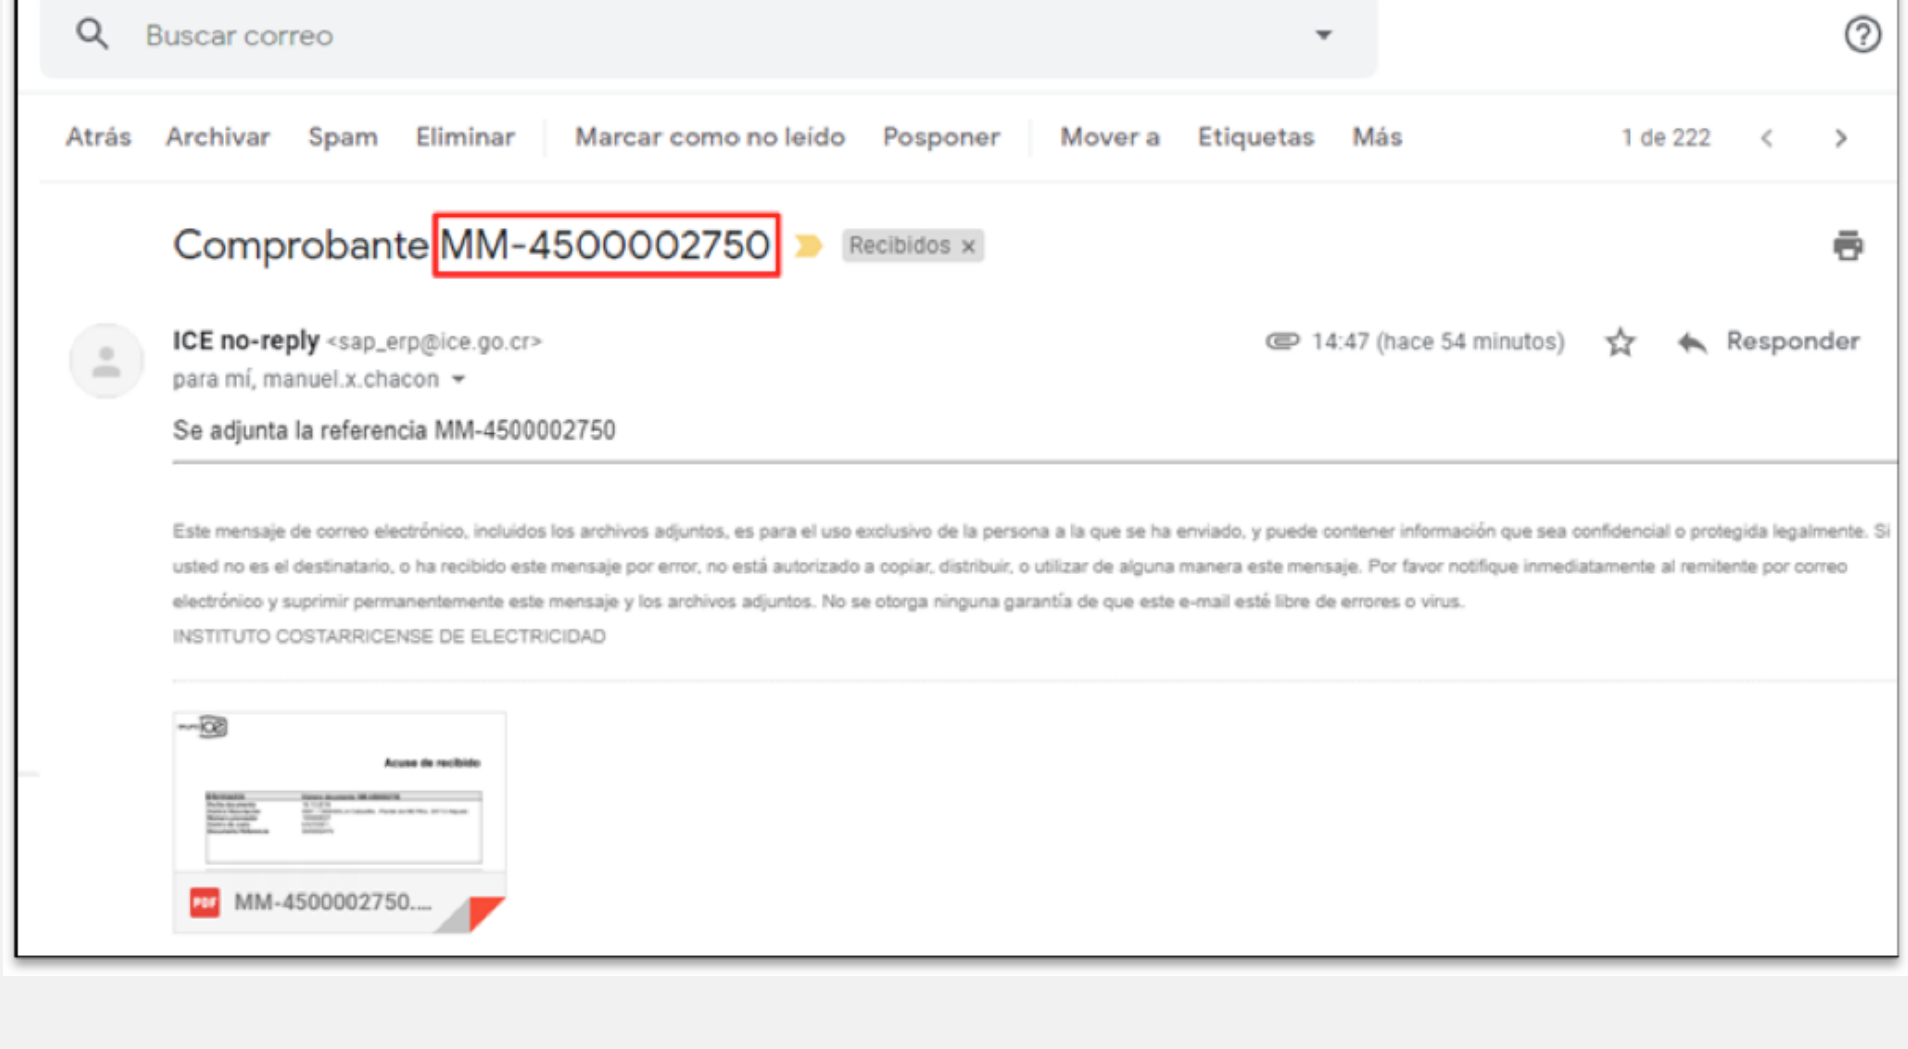 Buscar correo
Atrás Archivar Spam Eliminar Marcar como no leído Posponer Mover a Etiquetas Más 1 de 222
Comprobante MM-4500002750 Recibidos x
ICE no-reply <sap_erp@ice.go.cr> 14:47 (hace 54 minutos) Responder
para mí, manuel.x.chacon
Se adjunta la referencia MM-4500002750
Este mensaje de correo electrónico, incluidos los archivos adjuntos, es para el uso exclusivo de la persona a la que se ha enviado, y puede contener información que sea confidencial o protegida legalmente. Si
usted no es el destinatario, o ha recibido este mensaje por error, no está autorizado a copiar, distribuir, o utilizar de alguna manera este mensaje. Por favor notifique inmediatamente al remitente por correo
electrónico y suprimir permanentemente este mensaje y los archivos adjuntos. No se otorga ninguna garantía de que este e-mail esté libre de errores o virus.
INSTITUTO COSTARRICENSE DE ELECTRICIDAD
ice
Acuse de recibido
PDF MM-4500002750....